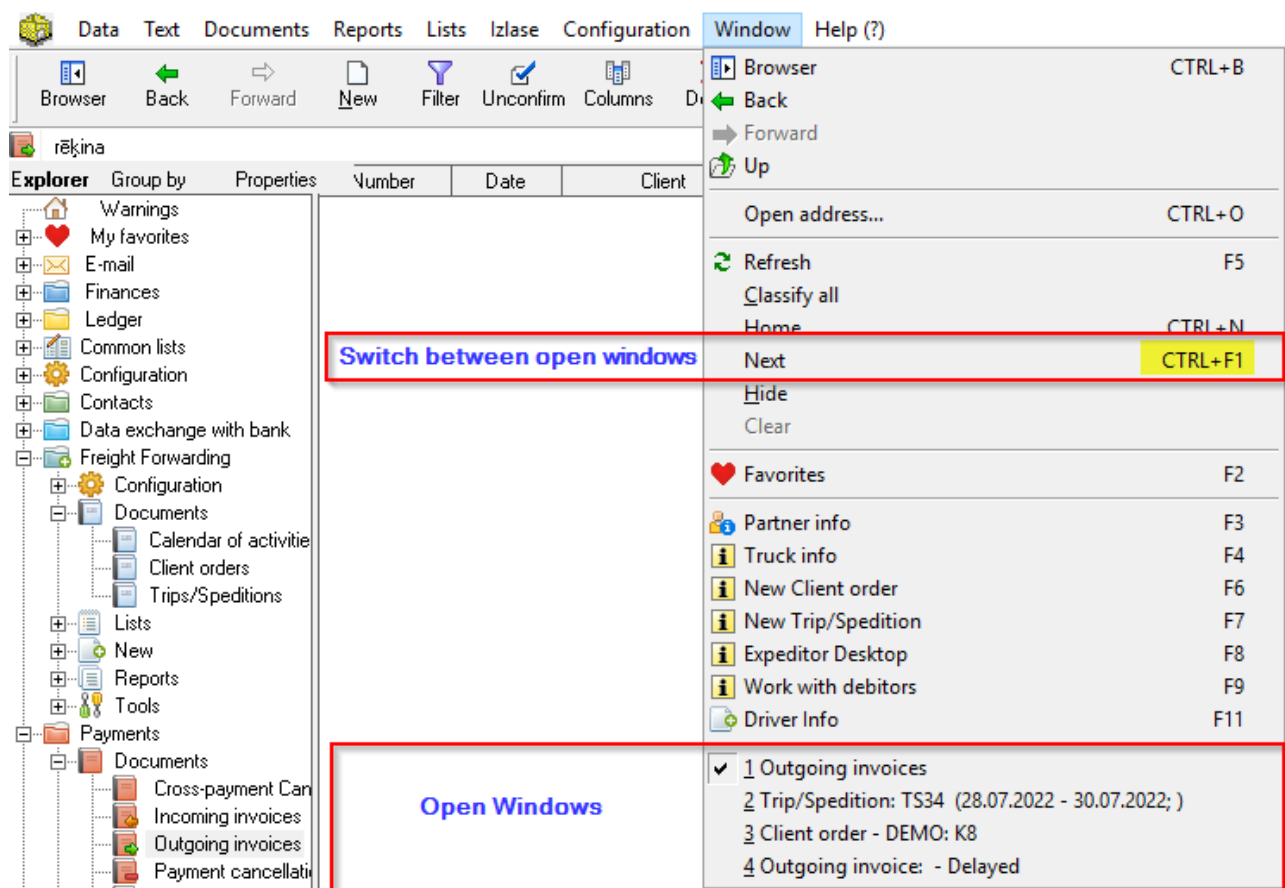 Data Text Documents Reports Lists Izlase Configuration Window Help (?)
Browser Back Forward New Filter Unconfirm Columns
rēķina
Explorer Group by Properties
Number Date Client
Warnings
My favorites
E-mail
Finances
Ledger
Common lists
Configuration
Contacts
Data exchange with bank
Freight Forwarding
Configuration
Documents
Calendar of activitie
Client orders
Trips/Speditions
Lists
New
Reports
Tools
Payments
Documents
Cross-payment Can
Incoming invoices
Outgoing invoices
Payment cancellati
Switch between open windows
Open Windows
Browser CTRL+B
Back
Forward
Up
Open address... CTRL+O
Refresh F5
Classify all
Home CTRL+N
Next CTRL+F1
Hide
Clear
Favorites F2
Partner info F3
Truck info F4
New Client order F6
New Trip/Spedition F7
Expeditor Desktop F8
Work with debitors F9
Driver Info F11
1 Outgoing invoices
2 Trip/Spedition: TS34 (28.07.2022 - 30.07.2022; )
3 Client order - DEMO: K8
4 Outgoing invoice: - Delayed